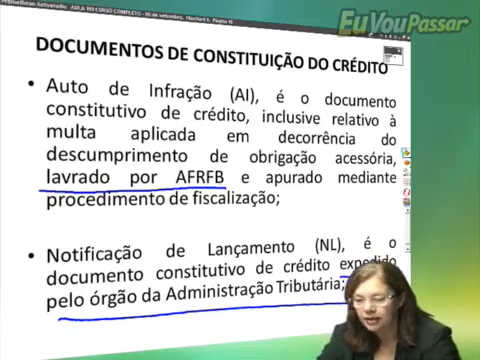 AULA
EuVouPassar
DOCUMENTOS DE CONSTITUIÇÃO DO CRÉDITO
• Auto de Infração (AI), é o documento
constitutivo de crédito, inclusive relativo à
multa aplicada em decorrência do
descumprimento de obrigação acessória,
lavrado por AFRFB e apurado mediante
procedimento de fiscalização;
• Notificação de Lançamento (NL), é o
documento constitutivo de crédito expedido
pelo órgão da Administração Tributária;